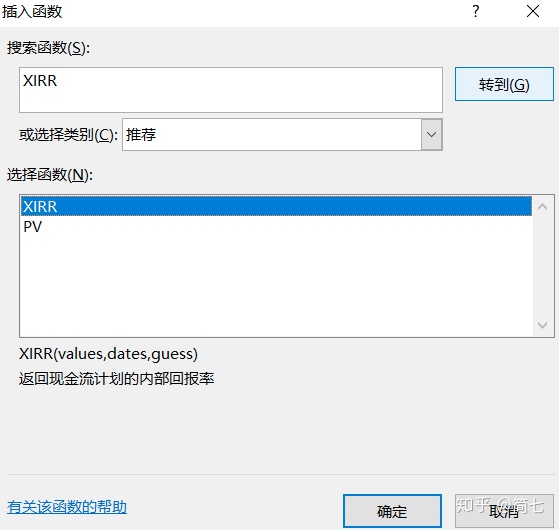 插入函数
?
搜索函数(S):
XIRR
转到(G)
或选择类别(C): 推荐
选择函数(N):
XIRR
PV
XIRR(values,dates,guess)
返回现金流计划的内部回报率
有关该函数的帮助
确定
取消
知乎 @简七